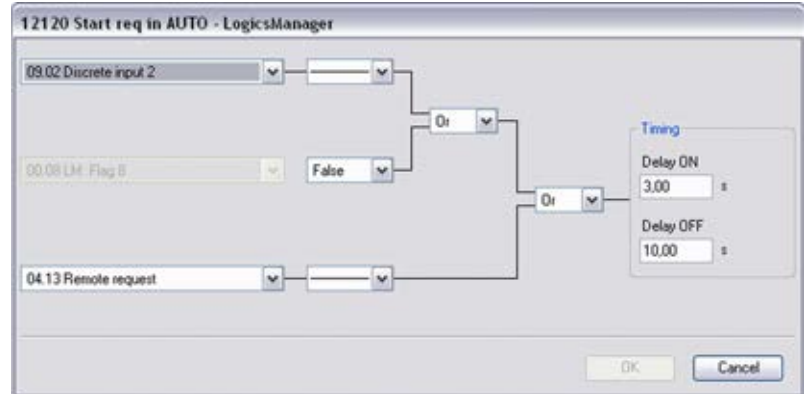 12120 Start req in AUTO - LogicsManager
09.02 Discrete input 2
Or
Timing
Delay ON
00.08 LM: Flag 8
False
3,00 s
Or
Delay OFF
10,00 s
04.13 Remote request
OK
Cancel